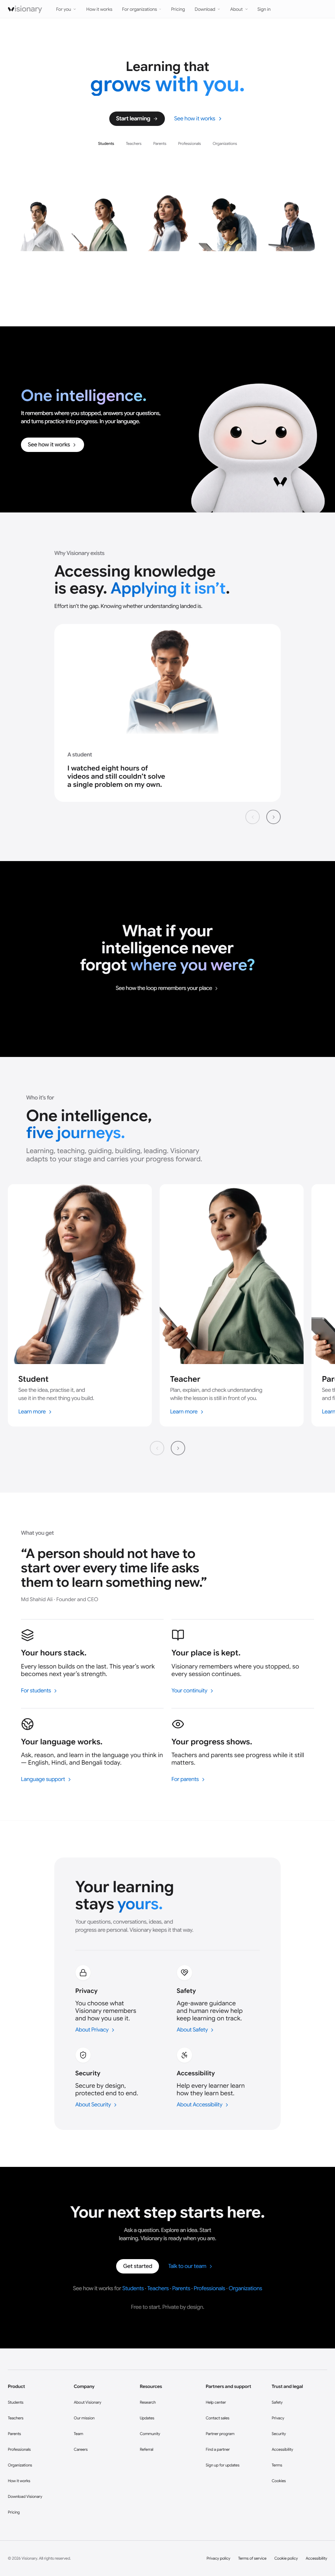 Visionary
For you
How it works
For organizations
Pricing
Download
About
Sign in
Learning that
grows with you.
Start learning
See how it works
Students
Teachers
Parents
Professionals
Organizations
One intelligence.
It remembers where you stopped, answers your questions,
and turns practice into progress. In your language.
See how it works
Why Visionary exists
Accessing knowledge
is easy. Applying it isn’t.
Effort isn’t the gap. Knowing whether understanding landed is.
A student
I watched eight hours of
videos and still couldn’t solve
a single problem on my own.
What if your
intelligence never
forgot where you were?
See how the loop remembers your place
Who it’s for
One intelligence,
five journeys.
Learning, teaching, guiding, building, leading. Visionary
adapts to your stage and carries your progress forward.
Student
See the idea, practise it, and
use it in the next thing you build.
Learn more
Teacher
Plan, explain, and check understanding
while the lesson is still in front of you.
Learn more
What you get
“A person should not have to
start over every time life asks
them to learn something new.”
Md Shahid Ali · Founder and CEO
Your hours stack.
Every lesson builds on the last. This year’s work
becomes next year’s strength.
For students
Your place is kept.
Visionary remembers where you stopped, so
every session continues.
Your continuity
Your language works.
Ask, reason, and learn in the language you think in
— English, Hindi, and Bengali today.
Language support
Your progress shows.
Teachers and parents see progress while it still
matters.
For parents
Your learning
stays yours.
Your questions, conversations, ideas, and
progress are personal. Visionary keeps it that way.
Privacy
You choose what
Visionary remembers
and how you use it.
About Privacy
Safety
Age-aware guidance
and human review help
keep learning on track.
About Safety
Security
Secure by design,
protected end to end.
About Security
Accessibility
Help every learner learn
how they learn best.
About Accessibility
Your next step starts here.
Ask a question. Explore an idea. Start
learning. Visionary is ready when you are.
Get started
Talk to our team
See how it works for Students · Teachers · Parents · Professionals · Organizations
Free to start. Private by design.
Product
Students
Teachers
Parents
Professionals
Organizations
How it works
Download Visionary
Pricing
Company
About Visionary
Our mission
Team
Careers
Resources
Research
Updates
Community
Referral
Partners and support
Help center
Contact sales
Partner program
Find a partner
Sign up for updates
Trust and legal
Safety
Privacy
Security
Accessibility
Terms
Cookies
© 2026 Visionary. All rights reserved.
Privacy policy
Terms of service
Cookie policy
Accessibility